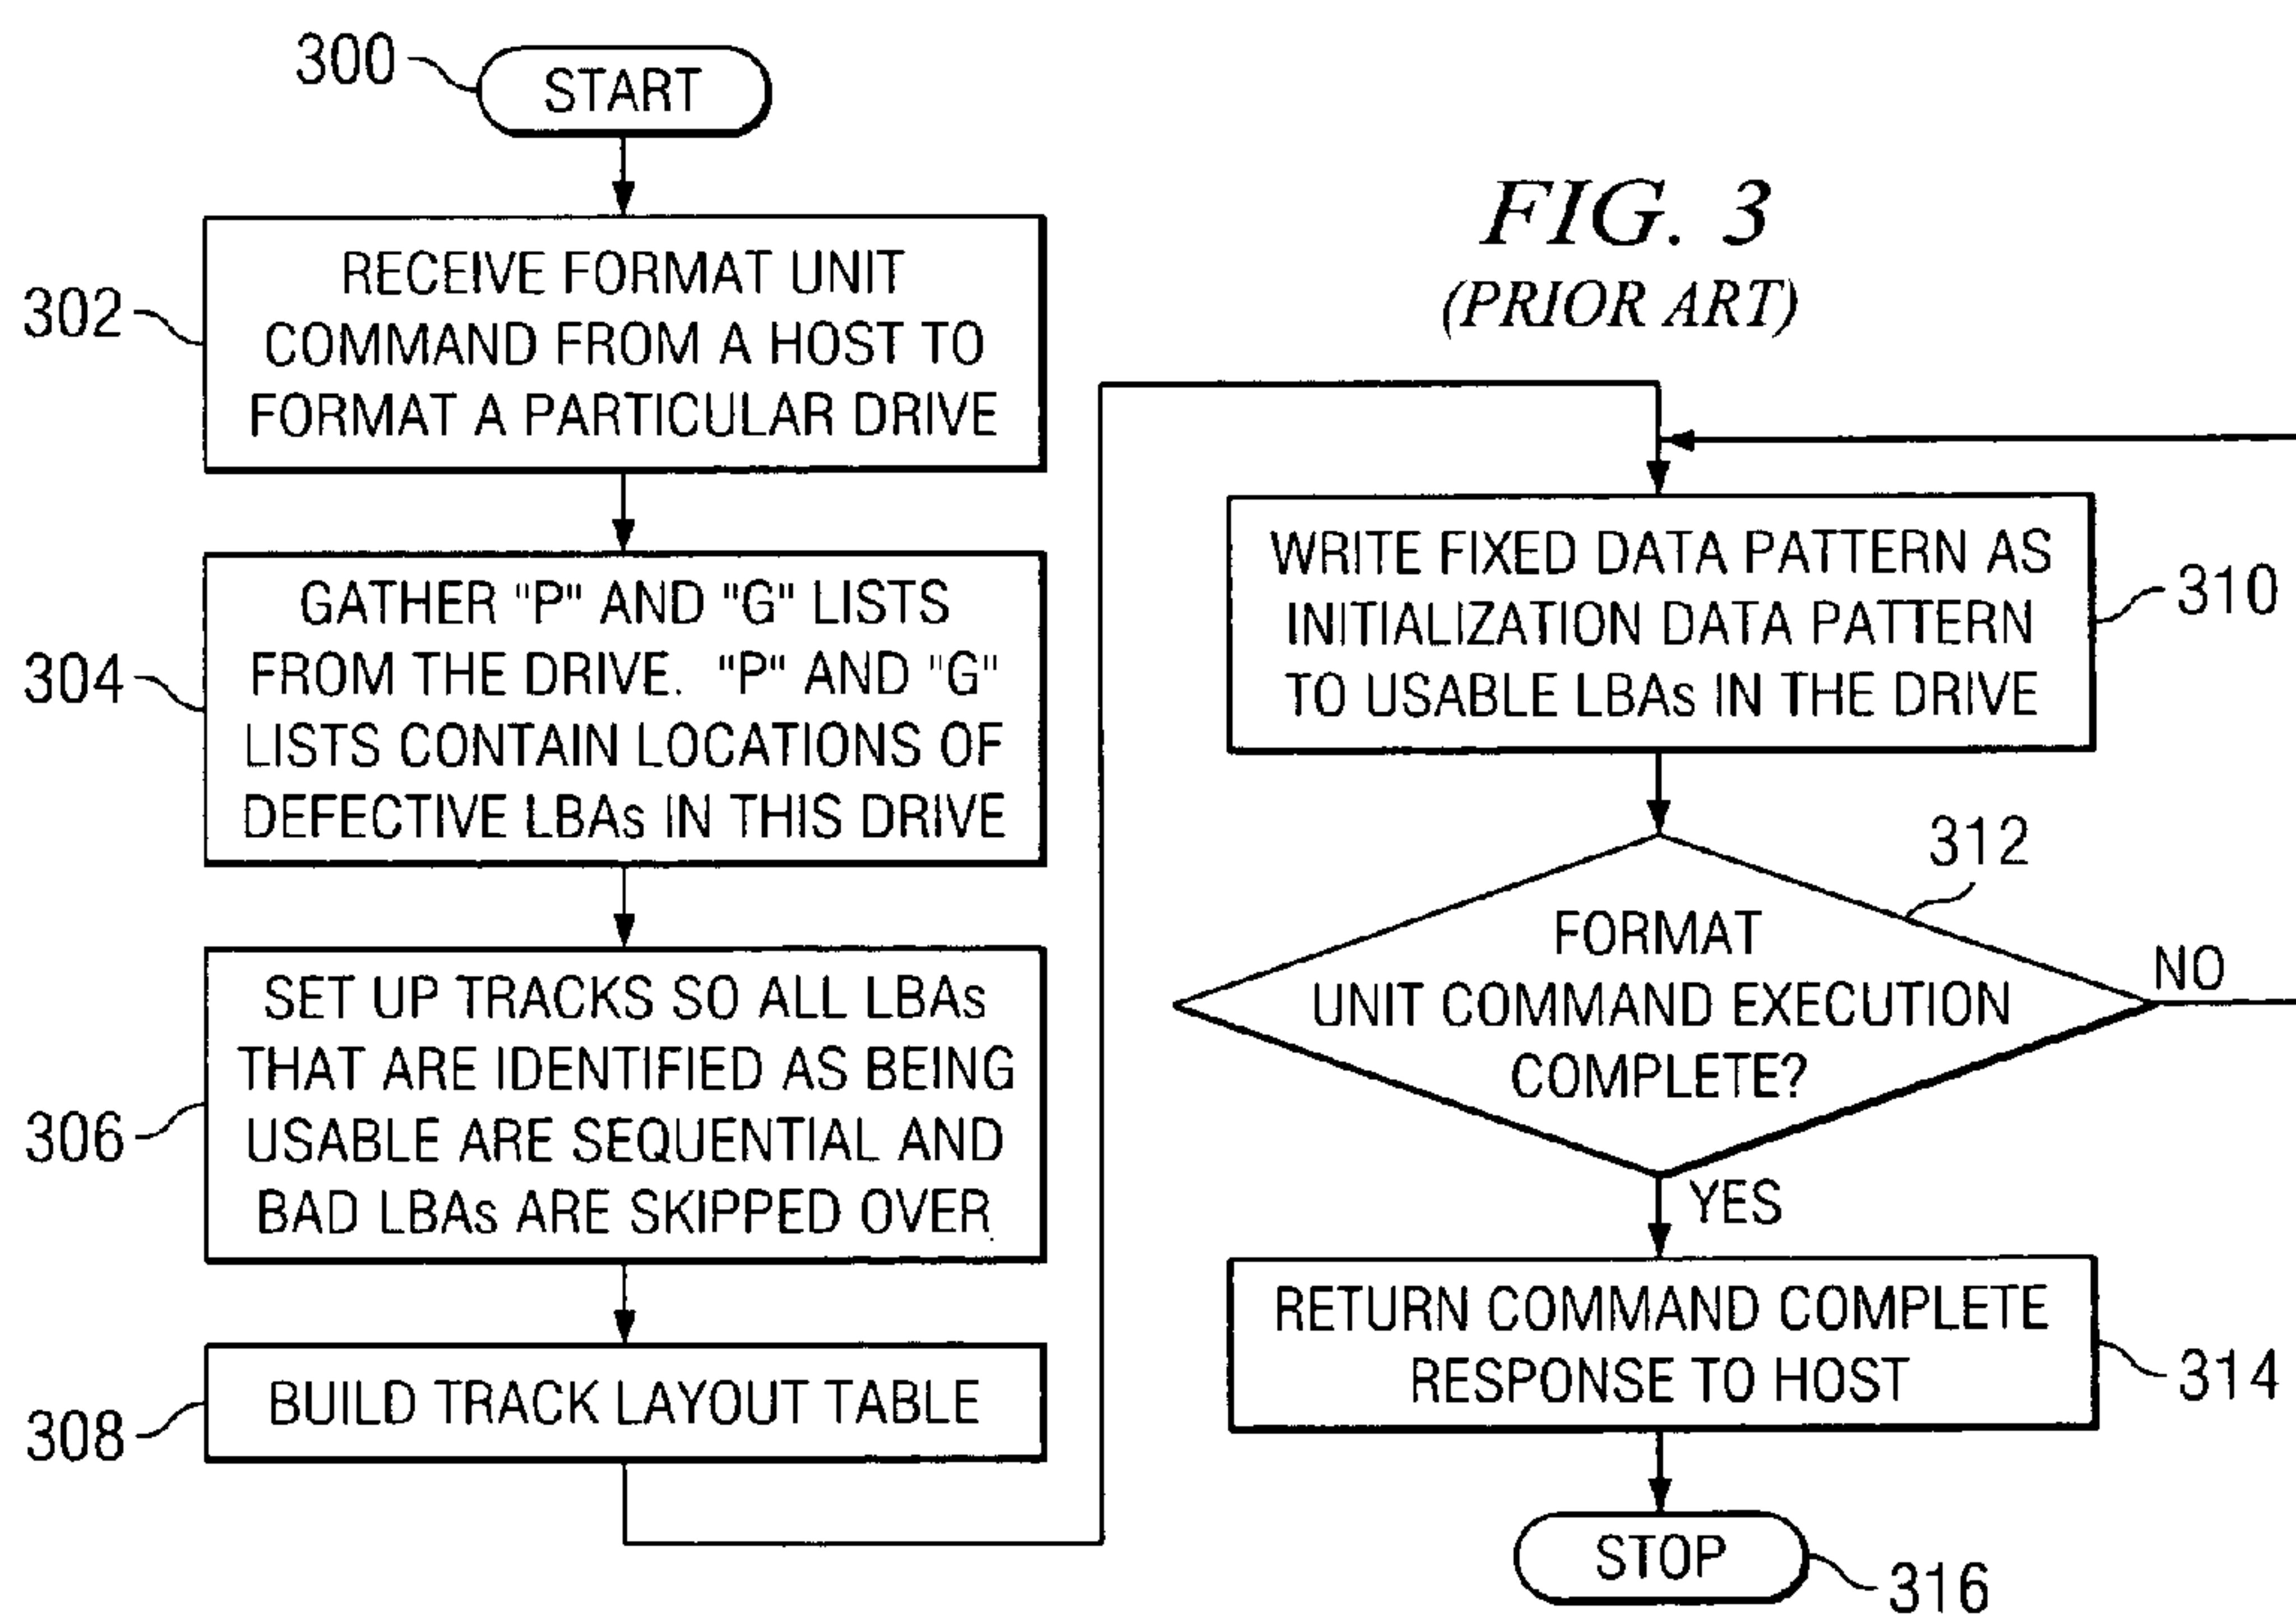 300
START
FIG. 3
(PRIOR ART)
302
RECEIVE FORMAT UNIT
COMMAND FROM A HOST TO
FORMAT A PARTICULAR DRIVE
304
GATHER "P" AND "G" LISTS
FROM THE DRIVE. "P" AND "G"
LISTS CONTAIN LOCATIONS OF
DEFECTIVE LBAs IN THIS DRIVE
306
SET UP TRACKS SO ALL LBAs
THAT ARE IDENTIFIED AS BEING
USABLE ARE SEQUENTIAL AND
BAD LBAs ARE SKIPPED OVER
308
BUILD TRACK LAYOUT TABLE
WRITE FIXED DATA PATTERN AS
INITIALIZATION DATA PATTERN
TO USABLE LBAs IN THE DRIVE
310
312
FORMAT
UNIT COMMAND EXECUTION
COMPLETE?
NO
YES
RETURN COMMAND COMPLETE
RESPONSE TO HOST
314
STOP
316